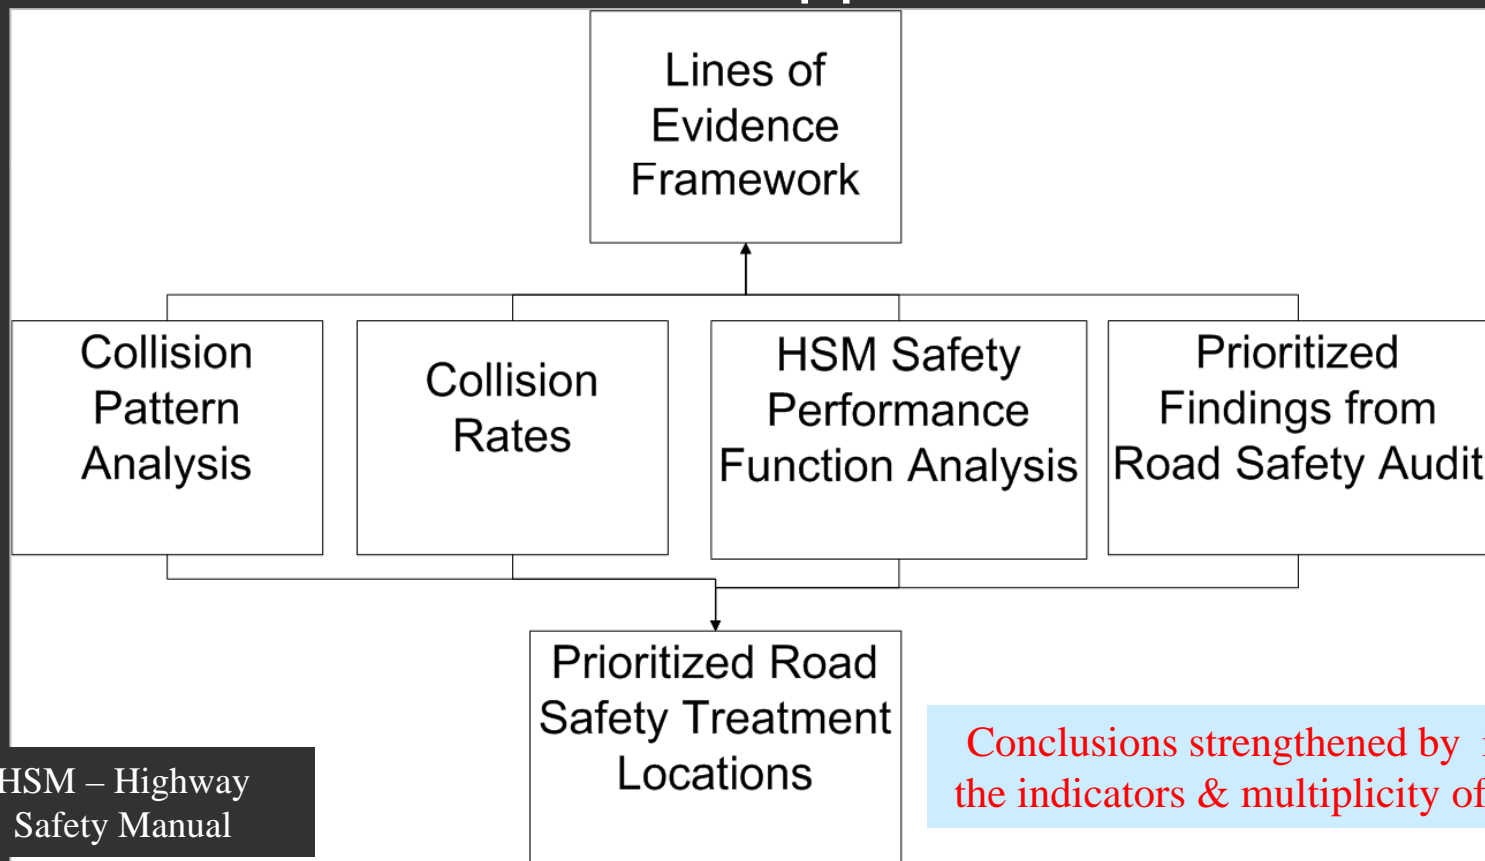 Lines of
Evidence
Framework
Collision
Pattern
Analysis
Collision
Rates
HSM Safety
Performance
Function Analysis
Prioritized
Findings from
Road Safety Audit
Prioritized Road
Safety Treatment
Locations
HSM – Highway
Safety Manual
Conclusions strengthened by
the indicators & multiplicity of